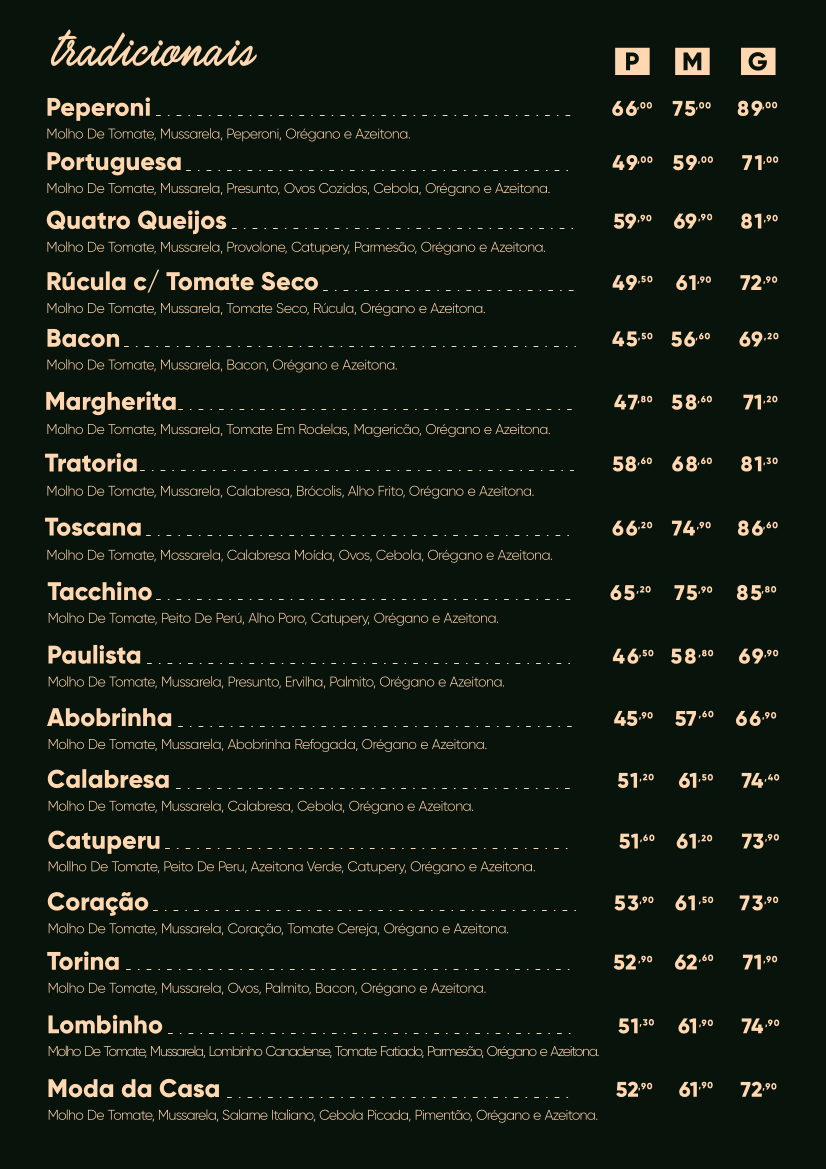 tradicionais P M G
Peperoni 66,00 75,00 89,00
Molho De Tomate, Mussarela, Peperoni, Orégano e Azeitona.
Portuguesa 49,00 59,00 71,00
Molho De Tomate, Mussarela, Presunto, Ovos Cozidos, Cebola, Orégano e Azeitona.
Quatro Queijos 59,90 69,90 81,90
Molho De Tomate, Mussarela, Provolone, Catupery, Parmesão, Orégano e Azeitona.
Rúcula c/ Tomate Seco 49,50 61,90 72,90
Molho De Tomate, Mussarela, Tomate Seco, Rúcula, Orégano e Azeitona.
Bacon 45,50 56,60 69,20
Molho De Tomate, Mussarela, Bacon, Orégano e Azeitona.
Margherita 47,80 58,60 71,20
Molho De Tomate, Mussarela, Tomate Em Rodelas, Magericão, Orégano e Azeitona.
Tratoria 58,60 68,60 81,30
Molho De Tomate, Mussarela, Calabresa, Brócolis, Alho Frito, Orégano e Azeitona.
Toscana 66,20 74,90 86,60
Molho De Tomate, Mossarela, Calabresa Moída, Ovos, Cebola, Orégano e Azeitona.
Tacchino 65,20 75,90 85,80
Molho De Tomate, Peito De Perú, Alho Poro, Catupery, Orégano e Azeitona.
Paulista 46,50 58,80 69,90
Molho De Tomate, Mussarela, Presunto, Ervilha, Palmito, Orégano e Azeitona.
Abobrinha 45,90 57,60 66,90
Molho De Tomate, Mussarela, Abobrinha Refogada, Orégano e Azeitona.
Calabresa 51,20 61,50 74,40
Molho De Tomate, Mussarela, Calabresa, Cebola, Orégano e Azeitona.
Catuperu 51,60 61,20 73,90
Mollho De Tomate, Peito De Peru, Azeitona Verde, Catupery, Orégano e Azeitona.
Coração 53,90 61,50 73,90
Molho De Tomate, Mussarela, Coração, Tomate Cereja, Orégano e Azeitona.
Torina 52,90 62,60 71,90
Molho De Tomate, Mussarela, Ovos, Palmito, Bacon, Orégano e Azeitona.
Lombinho 51,30 61,90 74,90
Molho De Tomate, Mussarela, Lombinho Canadense, Tomate Fatiado, Parmesão, Orégano e Azeitona.
Moda da Casa 52,90 61,90 72,90
Molho De Tomate, Mussarela, Salame Italiano, Cebola Picada, Pimentão, Orégano e Azeitona.